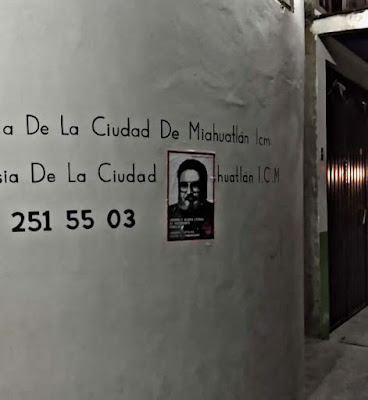 a De La Ciudad De Miahuatlán Icm
sia De La Ciudad huatlán I.C.M
251 55 03